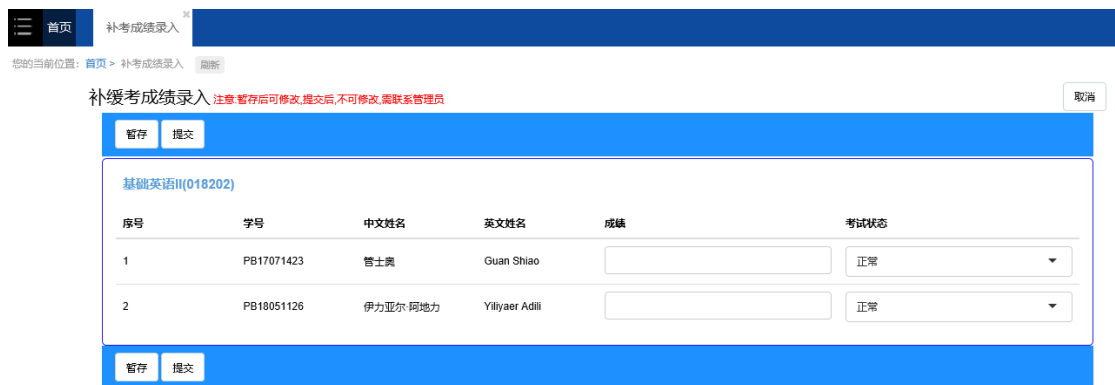 首页 补考成绩录入
您的当前位置： 首页 > 补考成绩录入 刷新
补缓考成绩录入 注意:暂存后可修改,提交后,不可修改,需联系管理员 取消
暂存 提交
基础英语II(018202)
序号 学号 中文姓名 英文姓名 成绩 考试状态
1 PB17071423 管士奥 Guan Shiao 正常
2 PB18051126 伊力亚尔·阿地力 Yiliyaer Adili 正常
暂存 提交